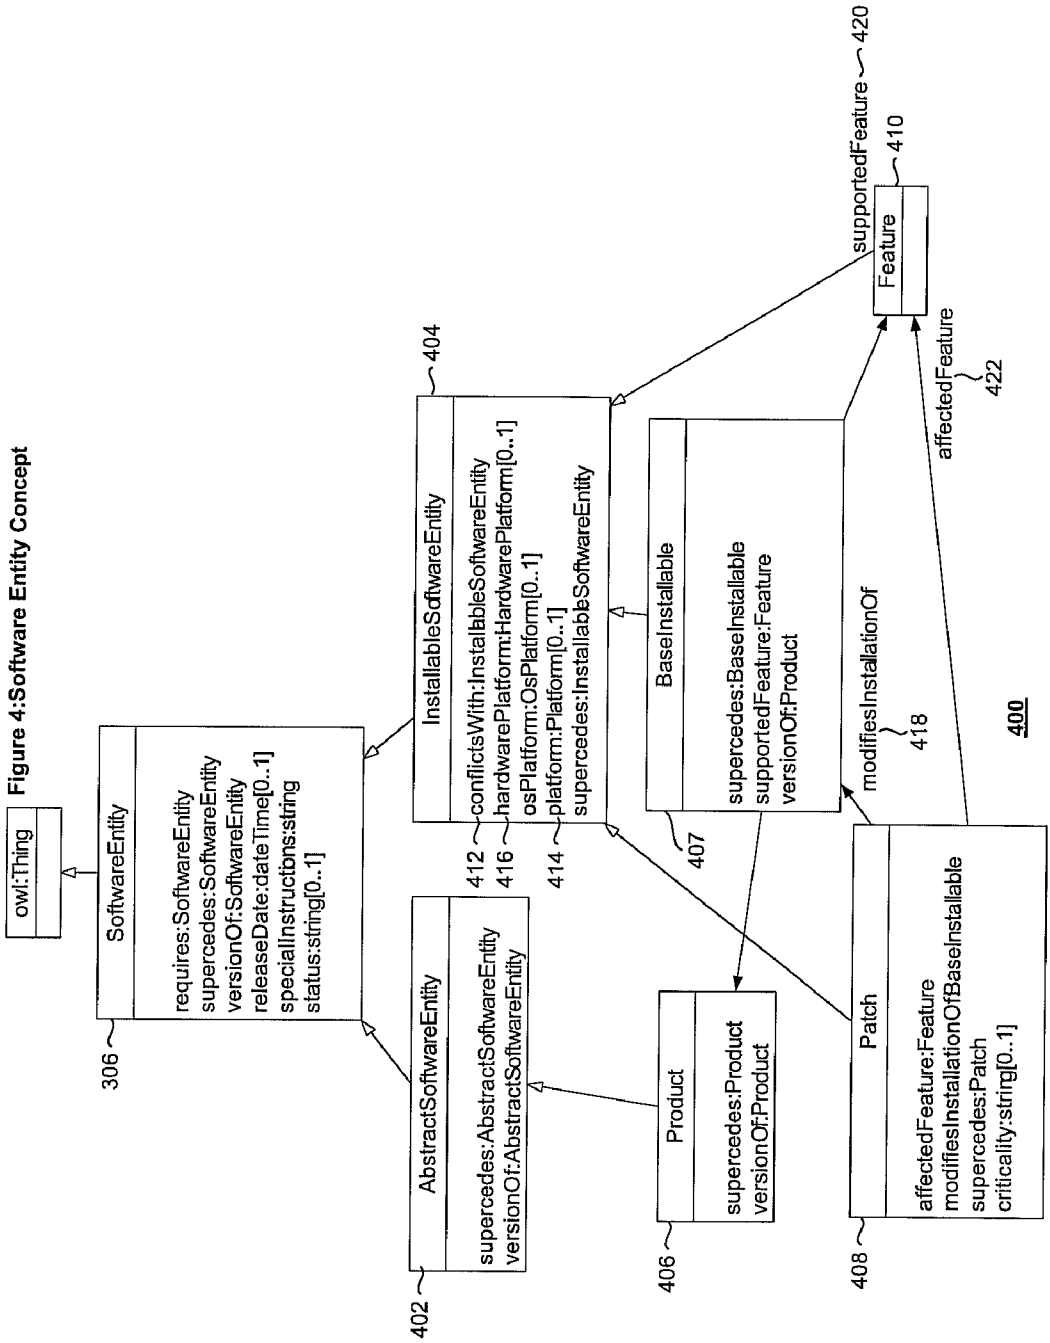 Figure 4:Software Entity Concept
owl:Thing
SoftwareEntity
requires:SoftwareEntity
supercedes:SoftwareEntity
versionOf:SoftwareEntity
releaseDate:dateTime[0..1]
specialInstructions:string
status:string[0..1]
306
AbstractSoftwareEntity
supercedes:AbstractSoftwareEntity
versionOf:AbstractSoftwareEntity
402
InstallableSoftwareEntity
404
412
conflictsWith:InstallableSoftwareEntity
416
hardwarePlatform:HardwarePlatform[0..1]
osPlatform:OsPlatform[0..1]
414
platform:Platform[0..1]
supercedes:InstallableSoftwareEntity
Product
supercedes:Product
versionOf:Product
406
BaseInstallable
supercedes:BaseInstallable
supportedFeature:Feature
versionOf:Product
407
supportedFeature
420
Feature
410
affectedFeature
422
modifiesInstallationOf
418
Patch
affectedFeature:Feature
modifiesInstallationOfBaseInstallable
supercedes:Patch
criticality:string[0..1]
408
400